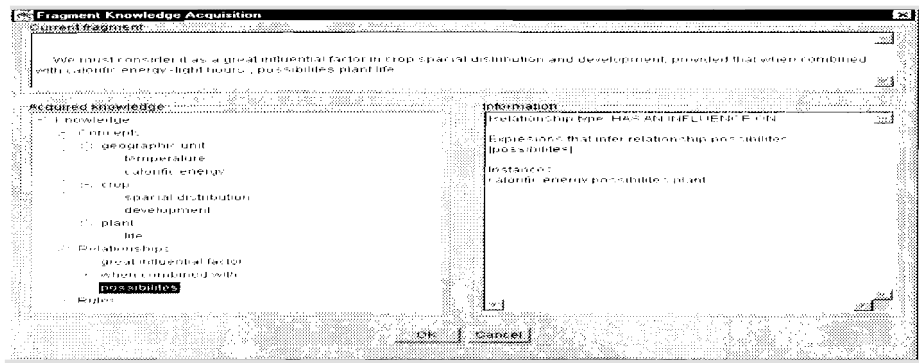 Fragment Knowledge Acquisition
Current fragment
We must consider it as a great influential factor in crop spacial distribution and development, provided that when combined
with calorific energy -light hours-, possibilites plant life
Acquired knowledge
Knowledge
Concepts
geographic unit
temperature
calorific energy
crop
spacial distribution
development
plant
life
Relationships
great influential factor
when combined with
possibilites
Rules
Information
Relationship type: HAS AN INFLUENCE ON
Expresions that infer relationship possibilites
[possibilites]
Instances
calorific energy possibilites plant
OK
Cancel